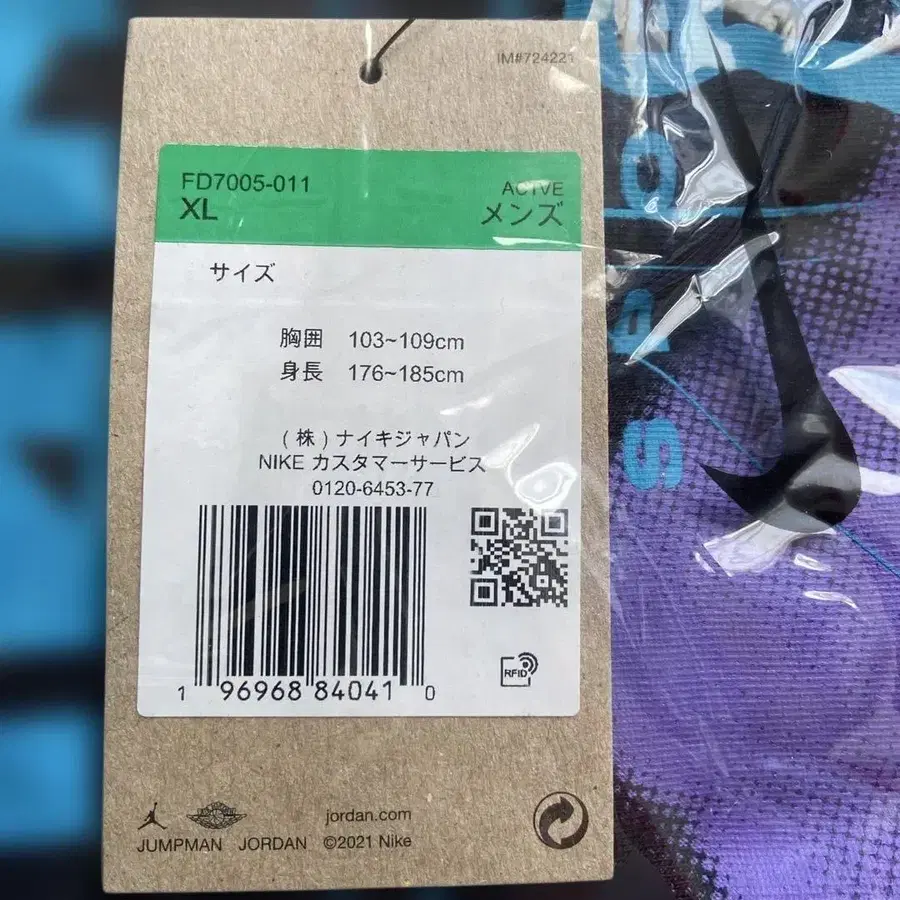 IM#724221
FD7005-011
XL
ACTIVE
メンズ
サイズ
胸囲 103~109cm
身長 176~185cm
(株)ナイキジャパン
NIKE カスタマーサービス
0120-6453-77
1 96968 84041 0
RFID
jordan.com
JUMPMAN JORDAN ©2021 Nike